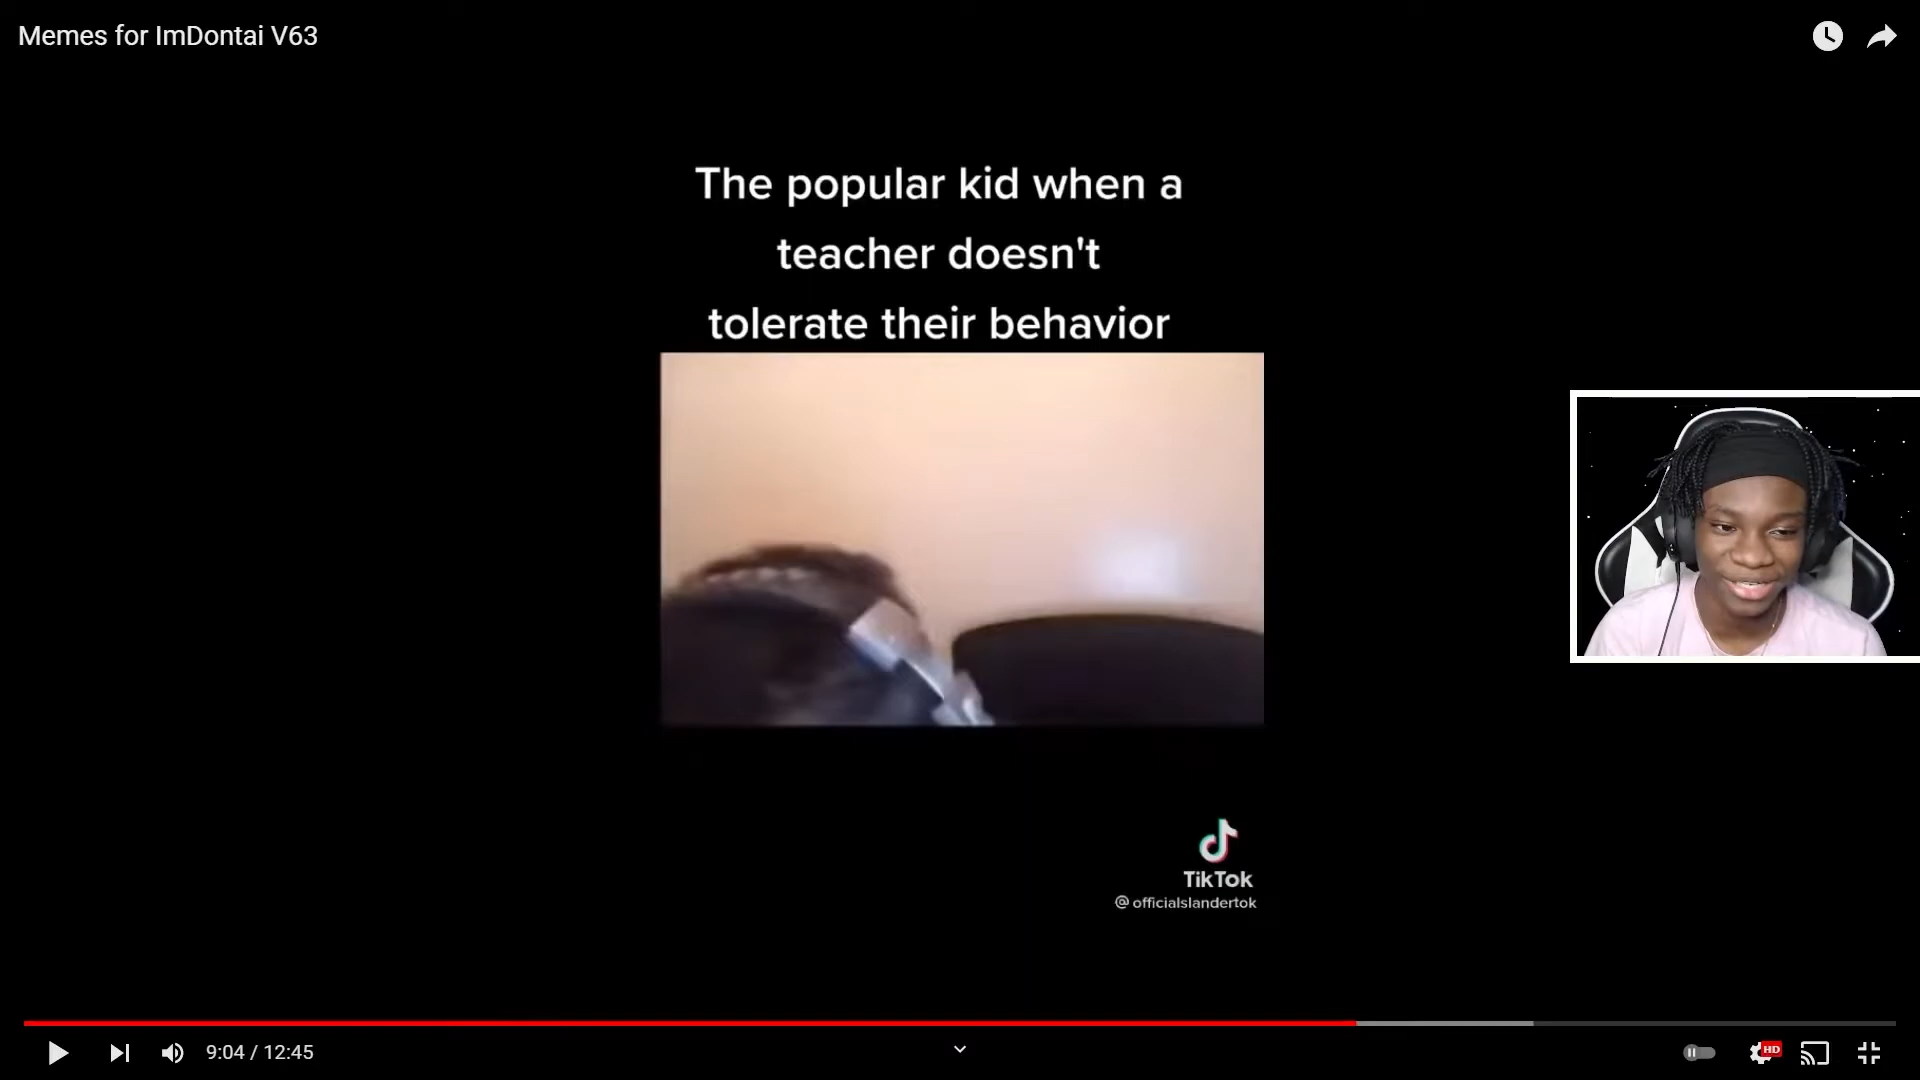 Memes for ImDontai V63
The popular kid when a
teacher doesn't
tolerate their behavior
TikTok
@officialslandertok
9:04 / 12:45
HD